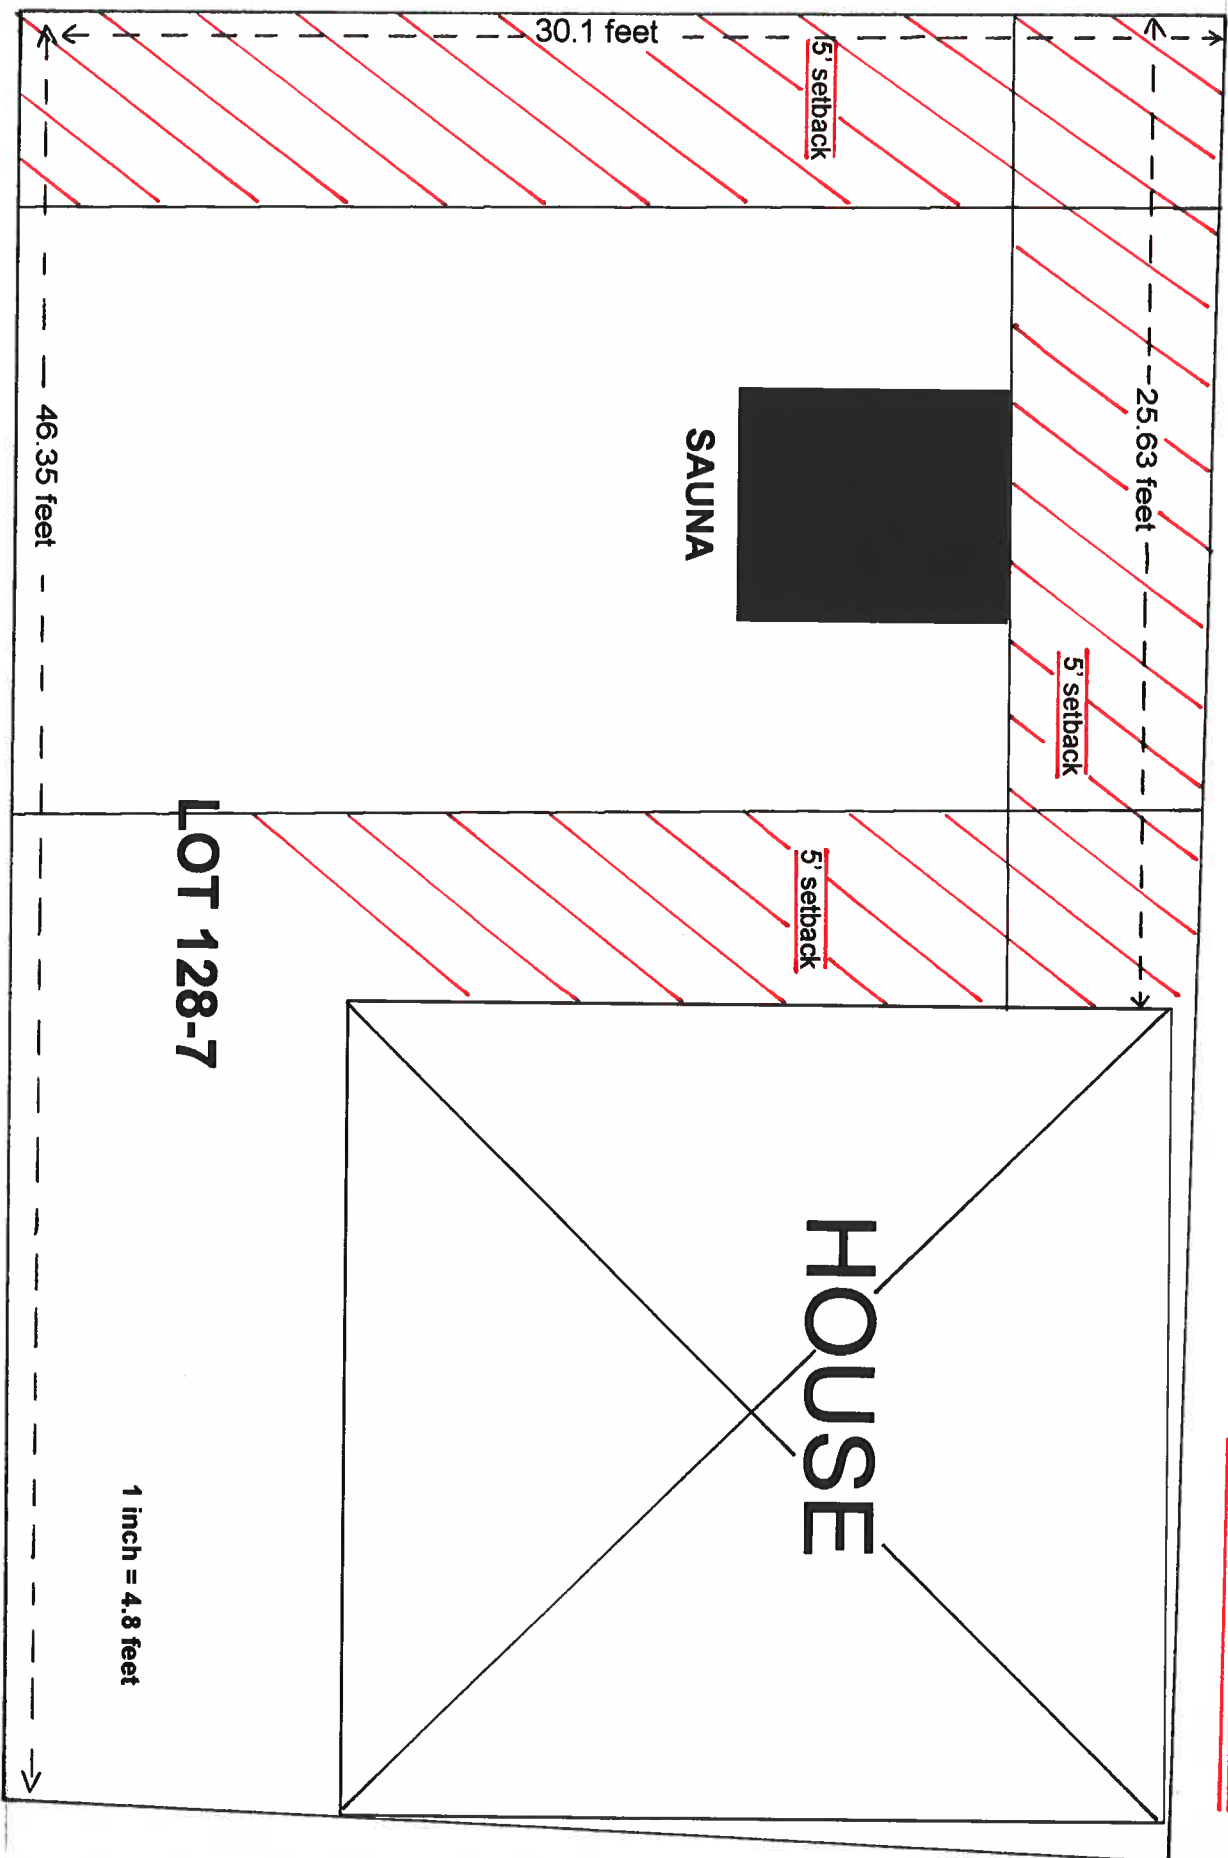 30.1 feet
5' setback
25.63 feet
46.35 feet
SAUNA
5' setback
LOT 128-7
5' setback
HOUSE
1 inch = 4.8 feet